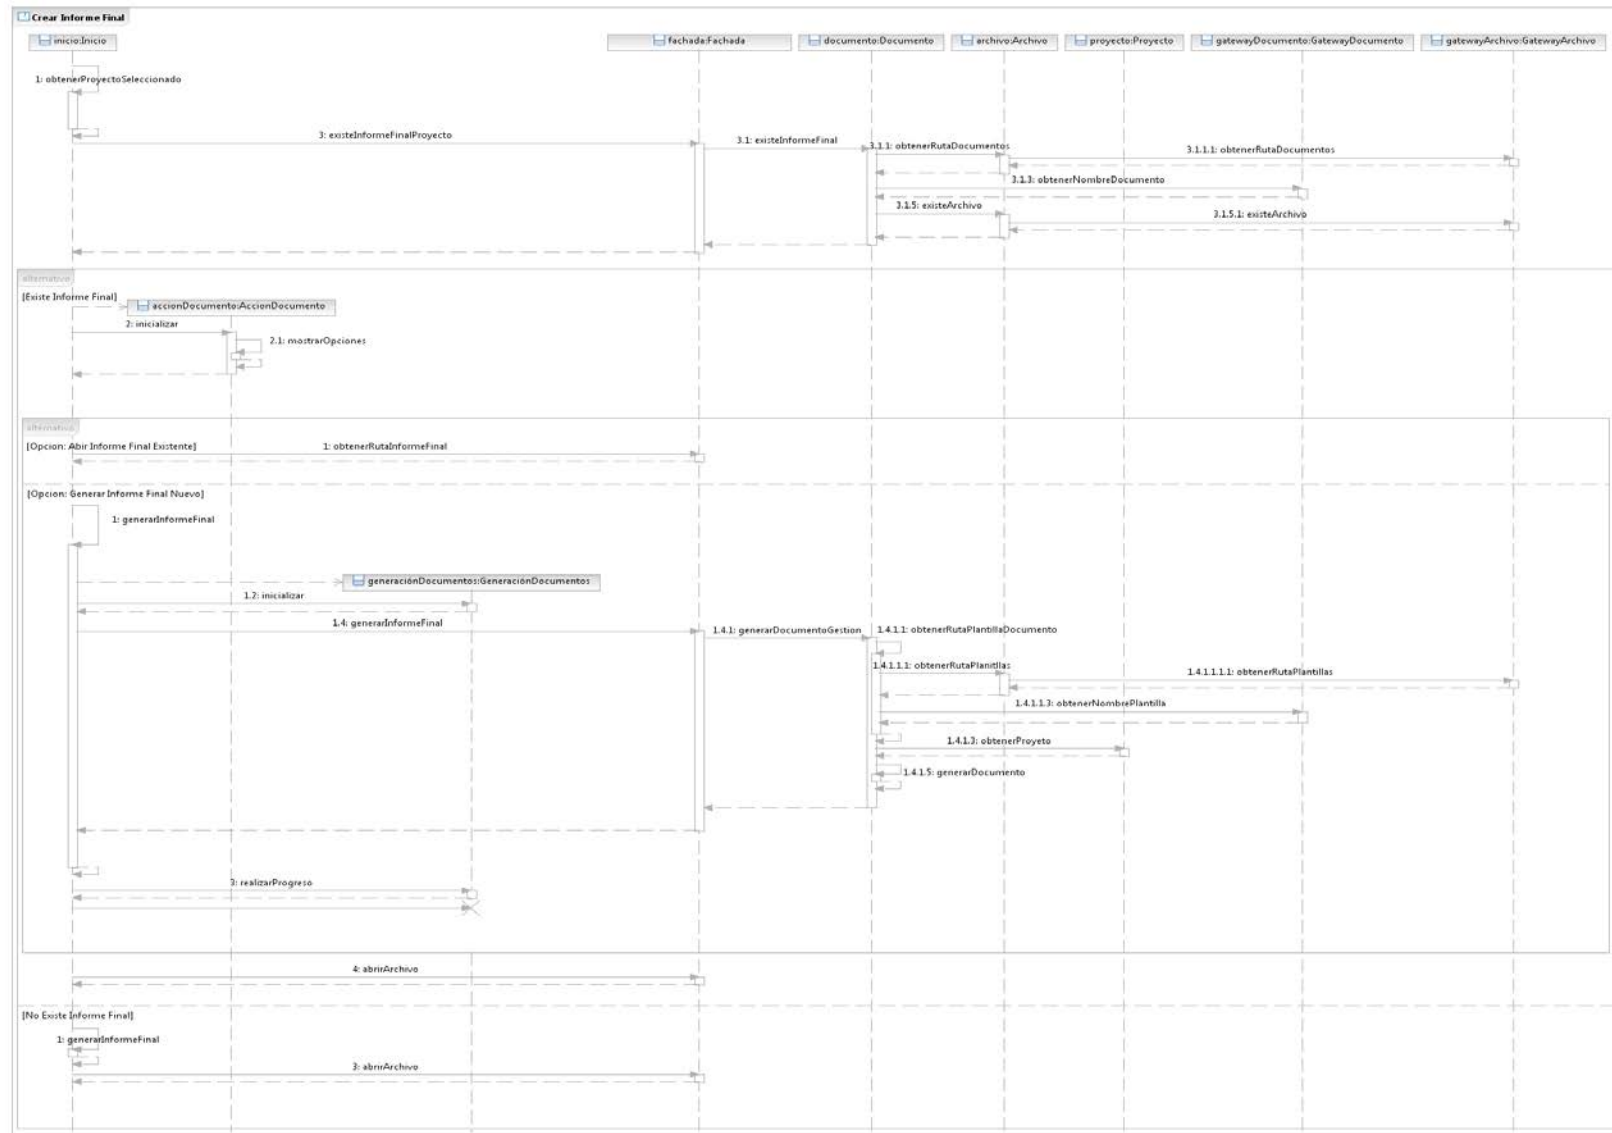 Crear Informe Final
inicio:Inicio
fachada:Fachada
documento:Documento
archivo:Archivo
proyecto:Proyecto
gatewayDocumento:GatewayDocumento
gatewayArchivo:GatewayArchivo
1: obtenerProyectoSeleccionado
3: existeInformeFinalProyecto
3.1: existeInformeFinal
3.1.1: obtenerRutaDocumentos
3.1.1.1: obtenerRutaDocumentos
3.1.3: obtenerNombreDocumento
3.1.5: existeArchivo
3.1.5.1: existeArchivo
alternativo
[Existe Informe Final]
accionDocumento:AccionDocumento
2: inicializar
2.1: mostrarOpciones
alternativo
[Opcion: Abir Informe Final Existente]
1: obtenerRutaInformeFinal
[Opcion: Generar Informe Final Nuevo]
1: generarInformeFinal
generaciónDocumentos:GeneraciónDocumentos
1.2: inicializar
1.4: generarInformeFinal
1.4.1: generarDocumentoGestion
1.4.1.1: obtenerRutaPlantillaDocumento
1.4.1.1.1: obtenerRutaPlanitllas
1.4.1.1.1.1: obtenerRutaPlantillas
1.4.1.1.3: obtenerNombrePlantilla
1.4.1.3: obtenerProyeto
1.4.1.5: generarDocumento
3: realizarProgreso
4: abrirArchivo
[No Existe Informe Final]
1: generarInformeFinal
3: abrirArchivo